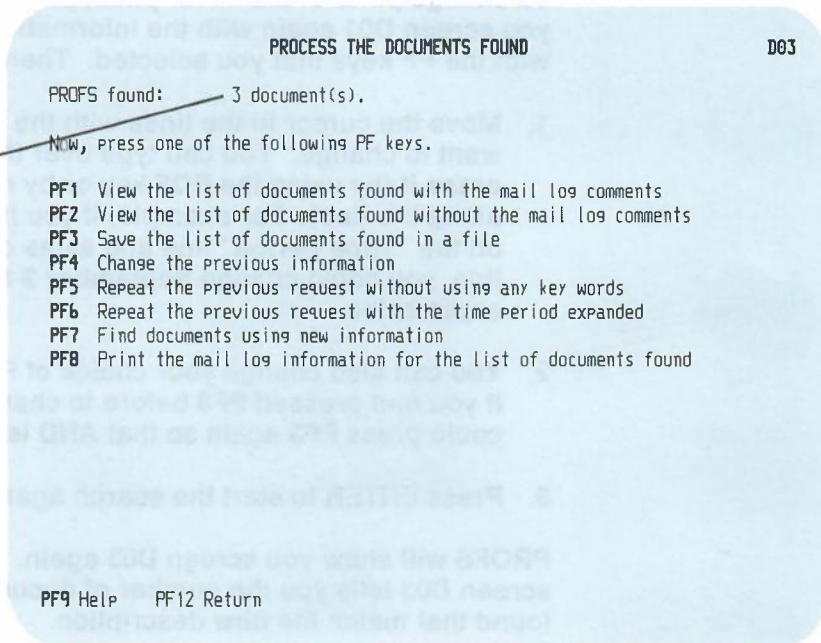 PROCESS THE DOCUMENTS FOUND D03
PROFS found: 3 document(s).
Now, press one of the following PF keys.
PF1 View the list of documents found with the mail log comments
PF2 View the list of documents found without the mail log comments
PF3 Save the list of documents found in a file
PF4 Change the previous information
PF5 Repeat the previous request without using any key words
PF6 Repeat the previous request with the time period expanded
PF7 Find documents using new information
PF8 Print the mail log information for the list of documents found
PF9 Help PF12 Return